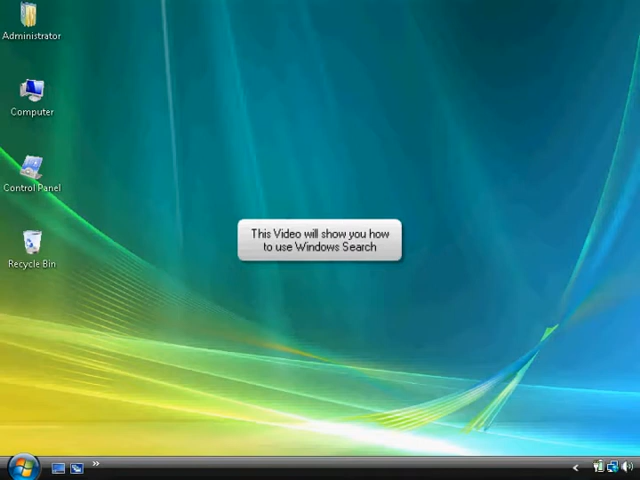 Administrator
Computer
Control Panel
Recycle Bin
This Video will show you how
to use Windows Search